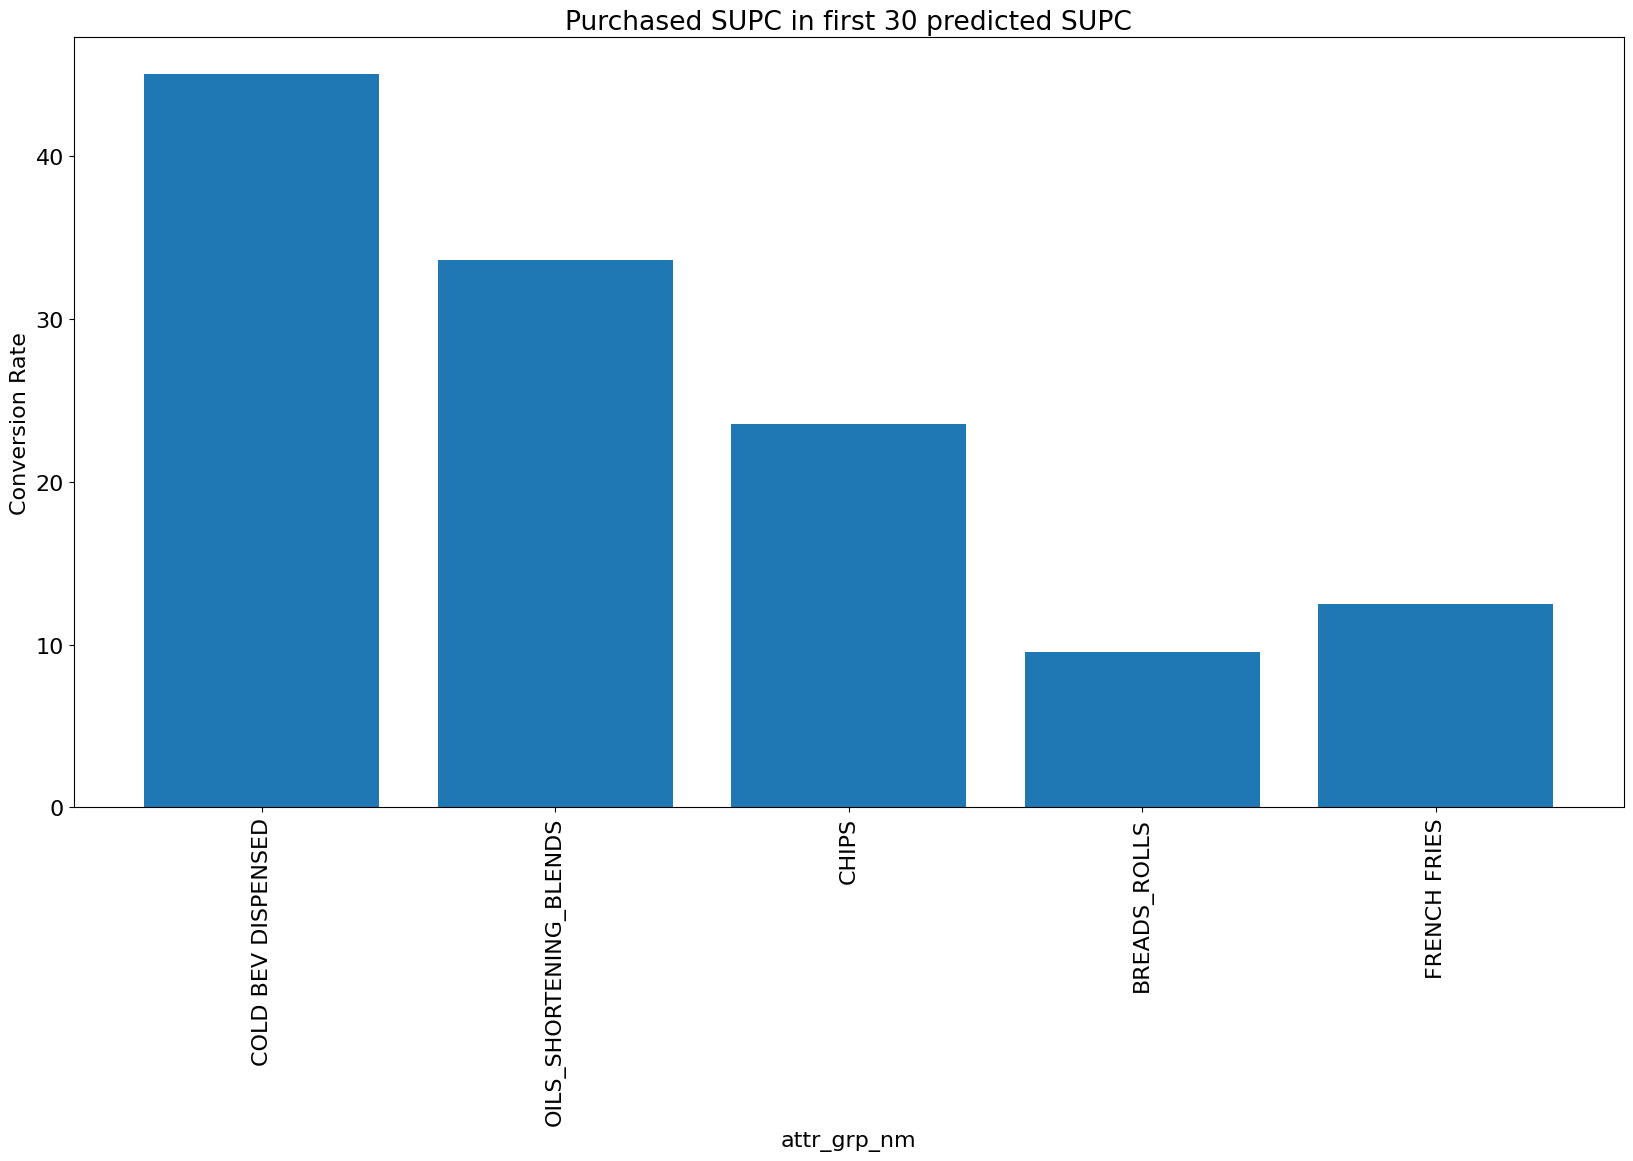 Purchased SUPC in first 30 predicted SUPC
Conversion Rate
40
30
20
10
0
COLD BEV DISPENSED
OILS_SHORTENING_BLENDS
CHIPS
BREADS_ROLLS
FRENCH FRIES
attr_grp_nm